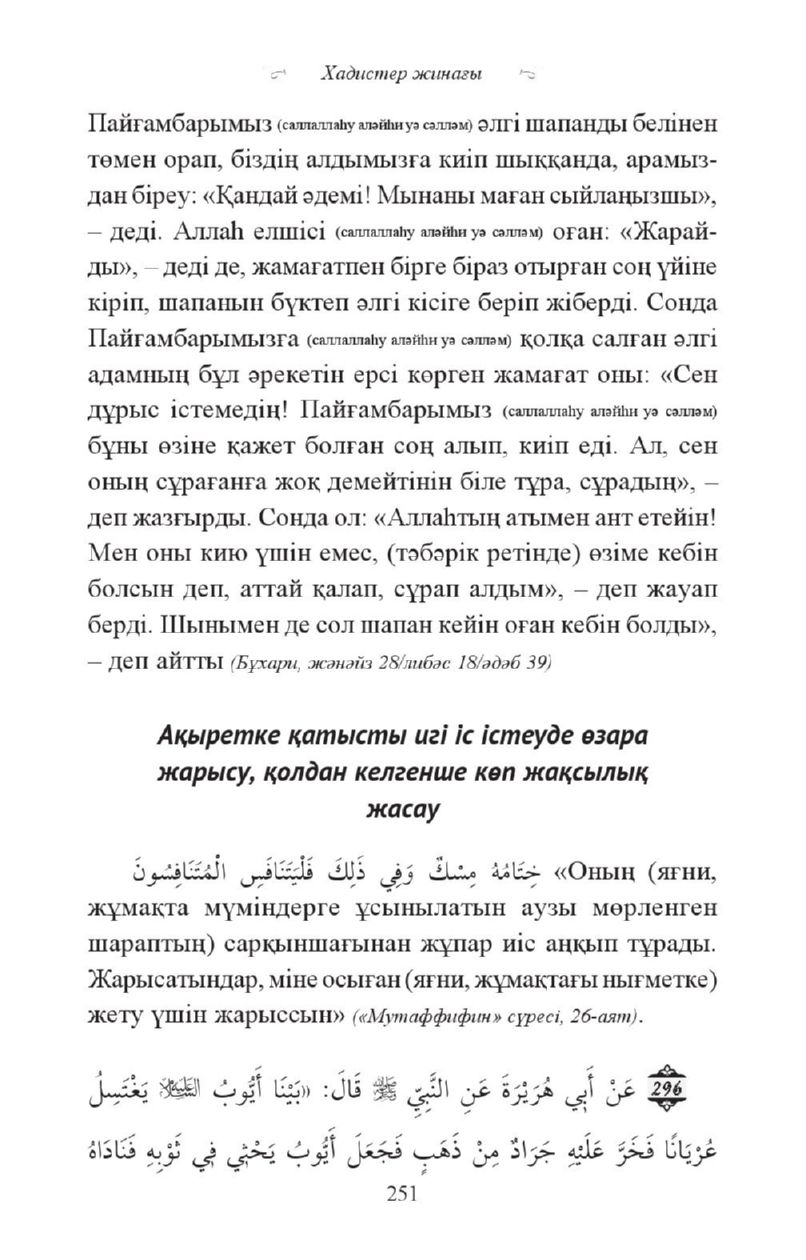 Хадистер жинағы
Пайғамбарымыз (саллаллаһу аләйһи уә сәлләм) әлгі шапанды белінен
төмен орап, біздің алдымызға киіп шыққанда, арамыз-
дан біреу: «Қандай әдемі! Мынаны маған сыйлаңызшы»,
– деді. Аллаһ елшісі (саллаллаһу аләйһи уә сәлләм) оған: «Жарай-
ды», – деді де, жамағатпен бірге біраз отырған соң үйіне
кіріп, шапанын бүктеп әлгі кісіге беріп жіберді. Сонда
Пайғамбарымызға (саллаллаһу аләйһи уә сәлләм) қолқа салған әлгі
адамның бұл әрекетін ерсі көрген жамағат оны: «Сен
дұрыс істемедің! Пайғамбарымыз (саллаллаһу аләйһи уә сәлләм)
бұны өзіне қажет болған соң алып, киіп еді. Ал, сен
оның сұрағанға жоқ демейтінін біле тұра, сұрадың», –
деп жазғырды. Сонда ол: «Аллаһтың атымен ант етейін!
Мен оны кию үшін емес, (тәбәрік ретінде) өзіме кебін
болсын деп, аттай қалап, сұрап алдым», – деп жауап
берді. Шынымен де сол шапан кейін оған кебін болды»,
– деп айтты (Бұхари, жәнәйз 28/либәс 18/әдәб 39)
Ақыретке қатысты игі іс істеуде өзара
жарысу, қолдан келгенше көп жақсылық
жасау
خِتَامُهُ مِسْكٌ وَفِي ذَلِكَ فَلْيَتَنَافَسِ الْمُتَنَافِسُونَ «Оның (яғни,
жұмақта мүміндерге ұсынылатын аузы мөрленген
шараптың) сарқыншағынан жұпар иіс аңқып тұрады.
Жарысатындар, міне осыған (яғни, жұмақтағы нығметке)
жету үшін жарыссын» («Мутаффифин» сүресі, 26-аят).
296 عَنْ أَبِي هُرَيْرَةَ عَنِ النَّبِيِّ ﷺ قَالَ: «بَيْنَا أَيُّوبُ العَلَيْهِ السَّلَامُ يَغْتَسِلُ
عُرْيَانًا فَخَرَّ عَلَيْهِ جَرَادٌ مِنْ ذَهَبٍ فَجَعَلَ أَيُّوبُ يَحْثِي فِي ثَوْبِهِ فَنَادَاهُ
251